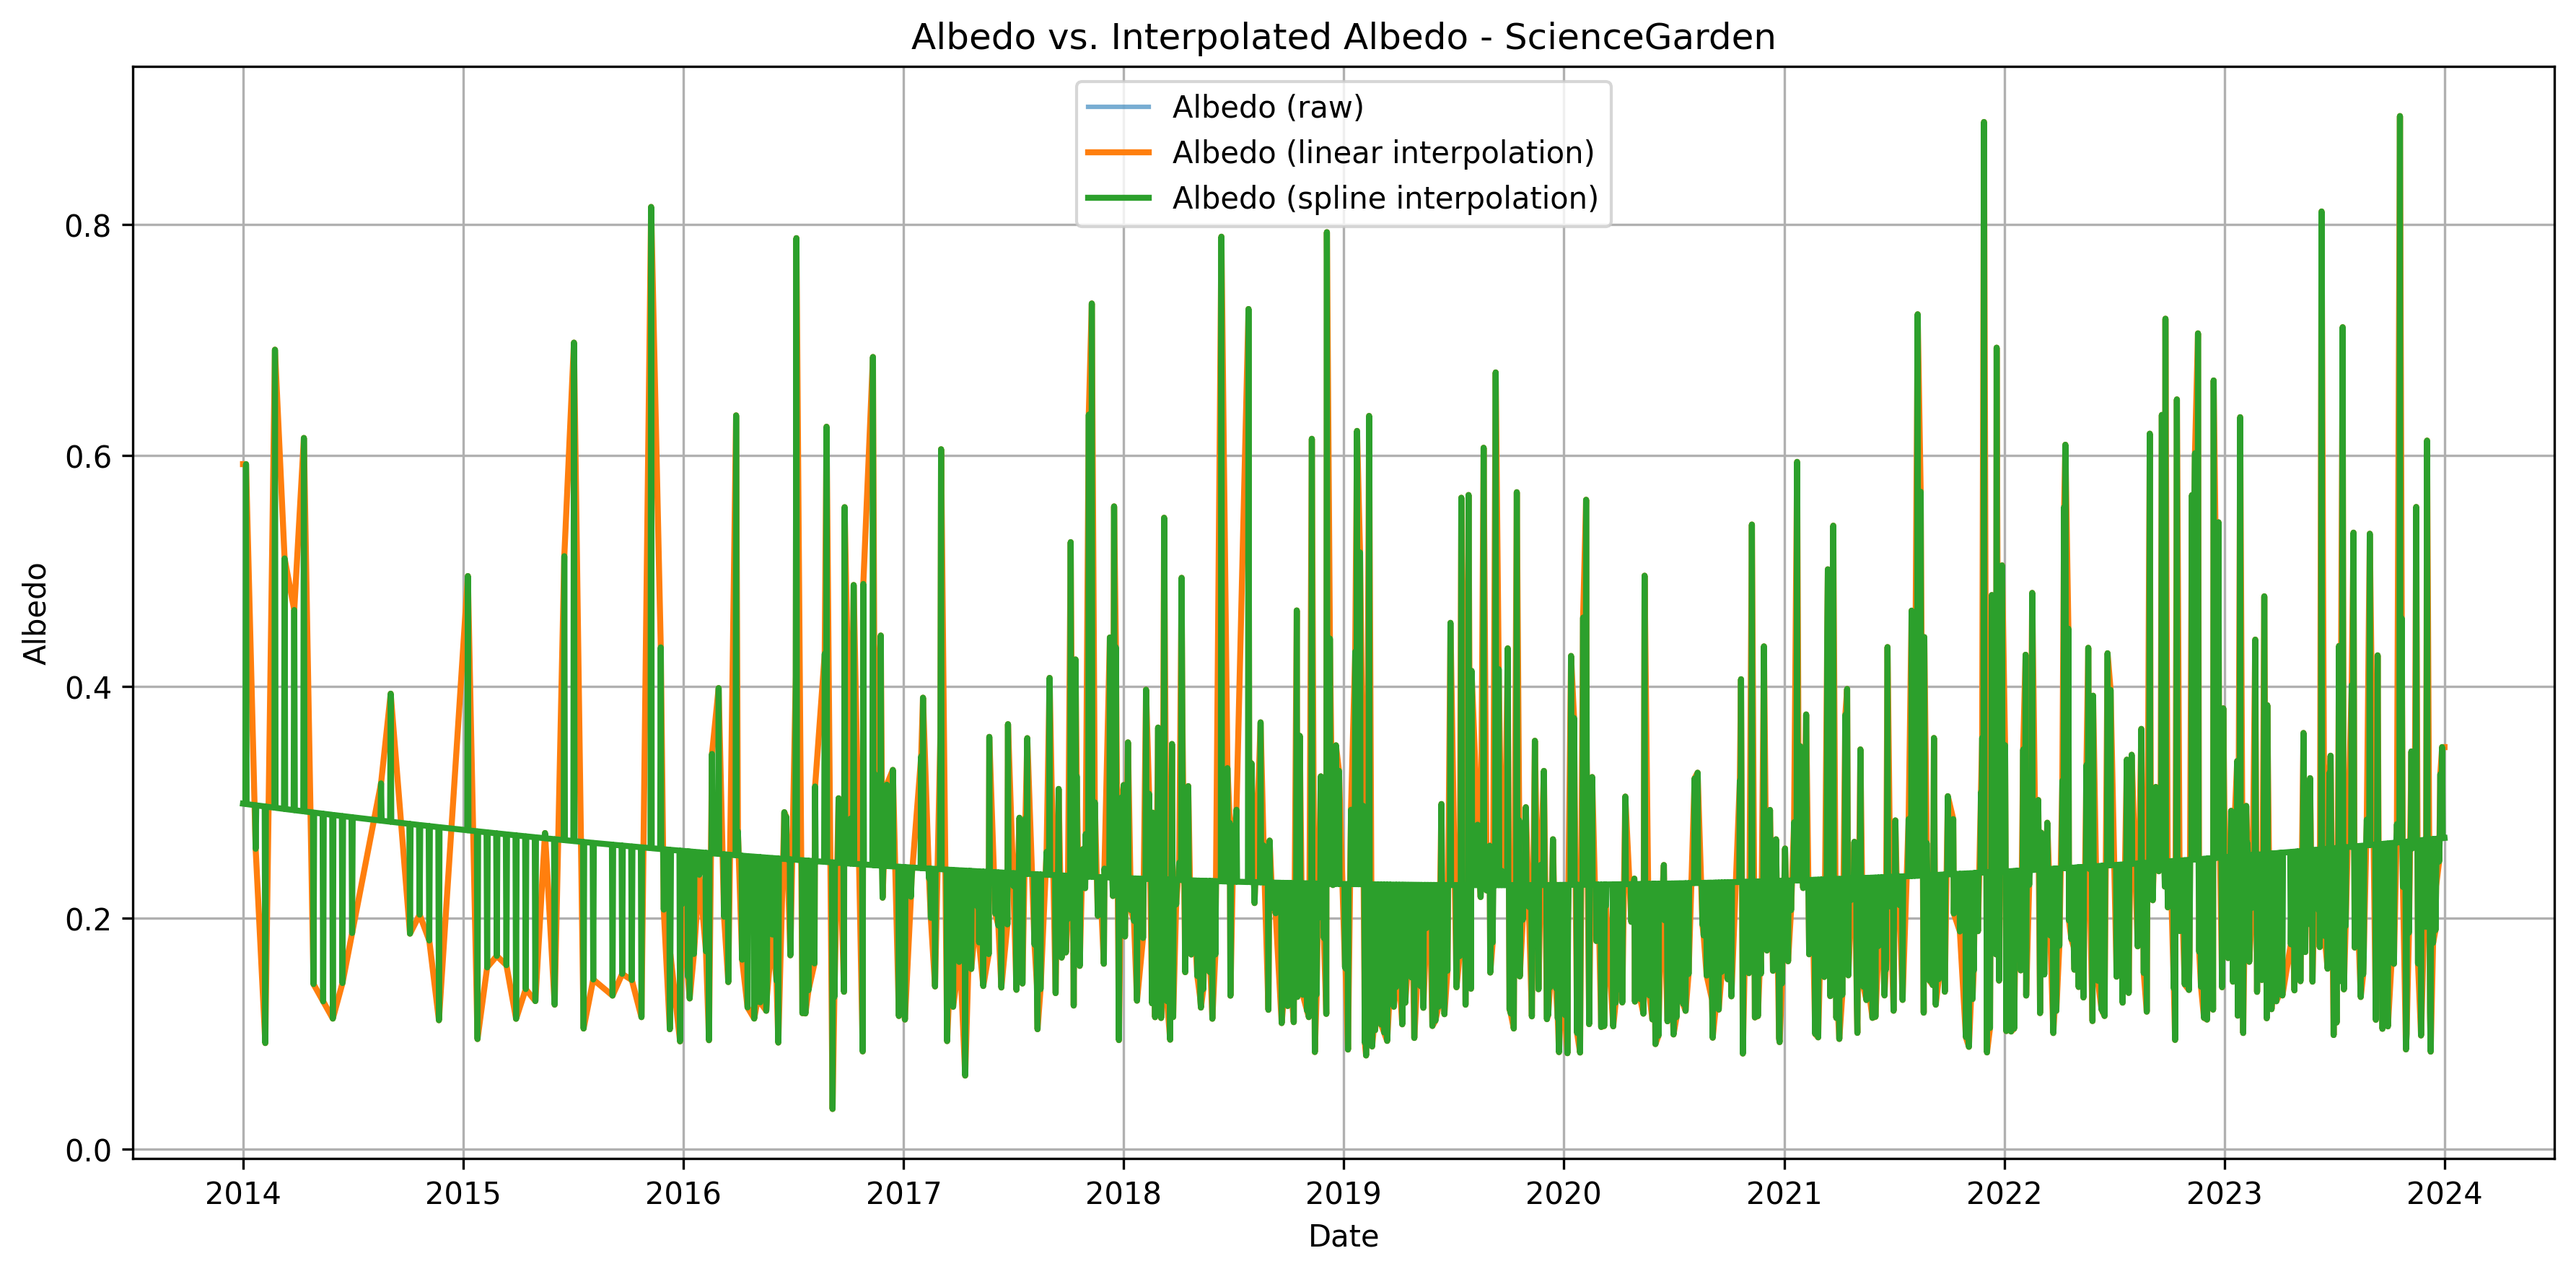 Albedo vs. Interpolated Albedo - ScienceGarden
Albedo (raw)
Albedo (linear interpolation)
Albedo (spline interpolation)
Albedo
0.8
0.6
0.4
0.2
0.0
2014 2015 2016 2017 2018 2019 2020 2021 2022 2023 2024
Date